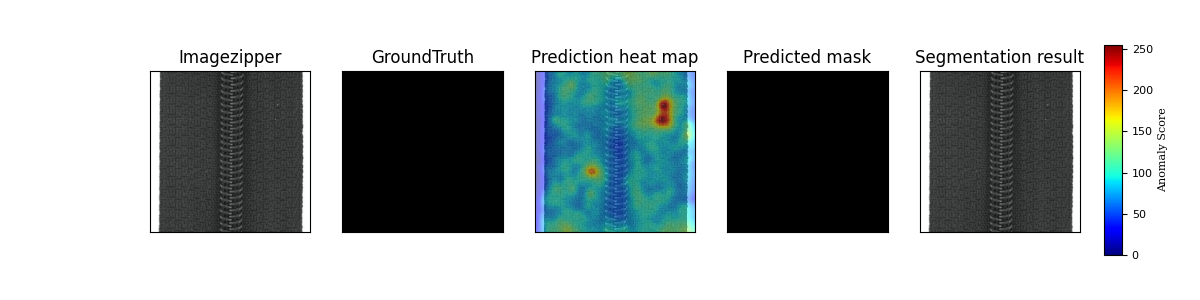 Imagezipper
GroundTruth
Prediction heat map
Predicted mask
Segmentation result
250
200
150
100
50
0
Anomaly Score